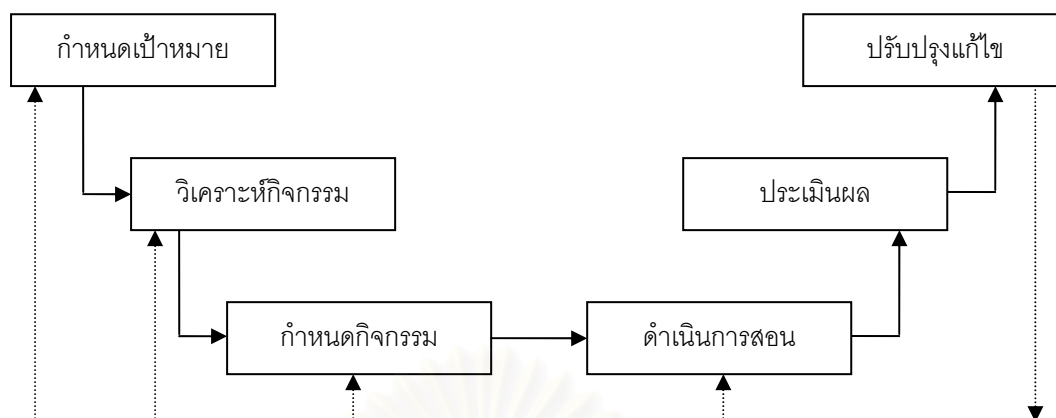 กำหนดเป้าหมาย
ปรับปรุงแก้ไข
วิเคราะห์กิจกรรม
ประเมินผล
กำหนดกิจกรรม
ดำเนินการสอน